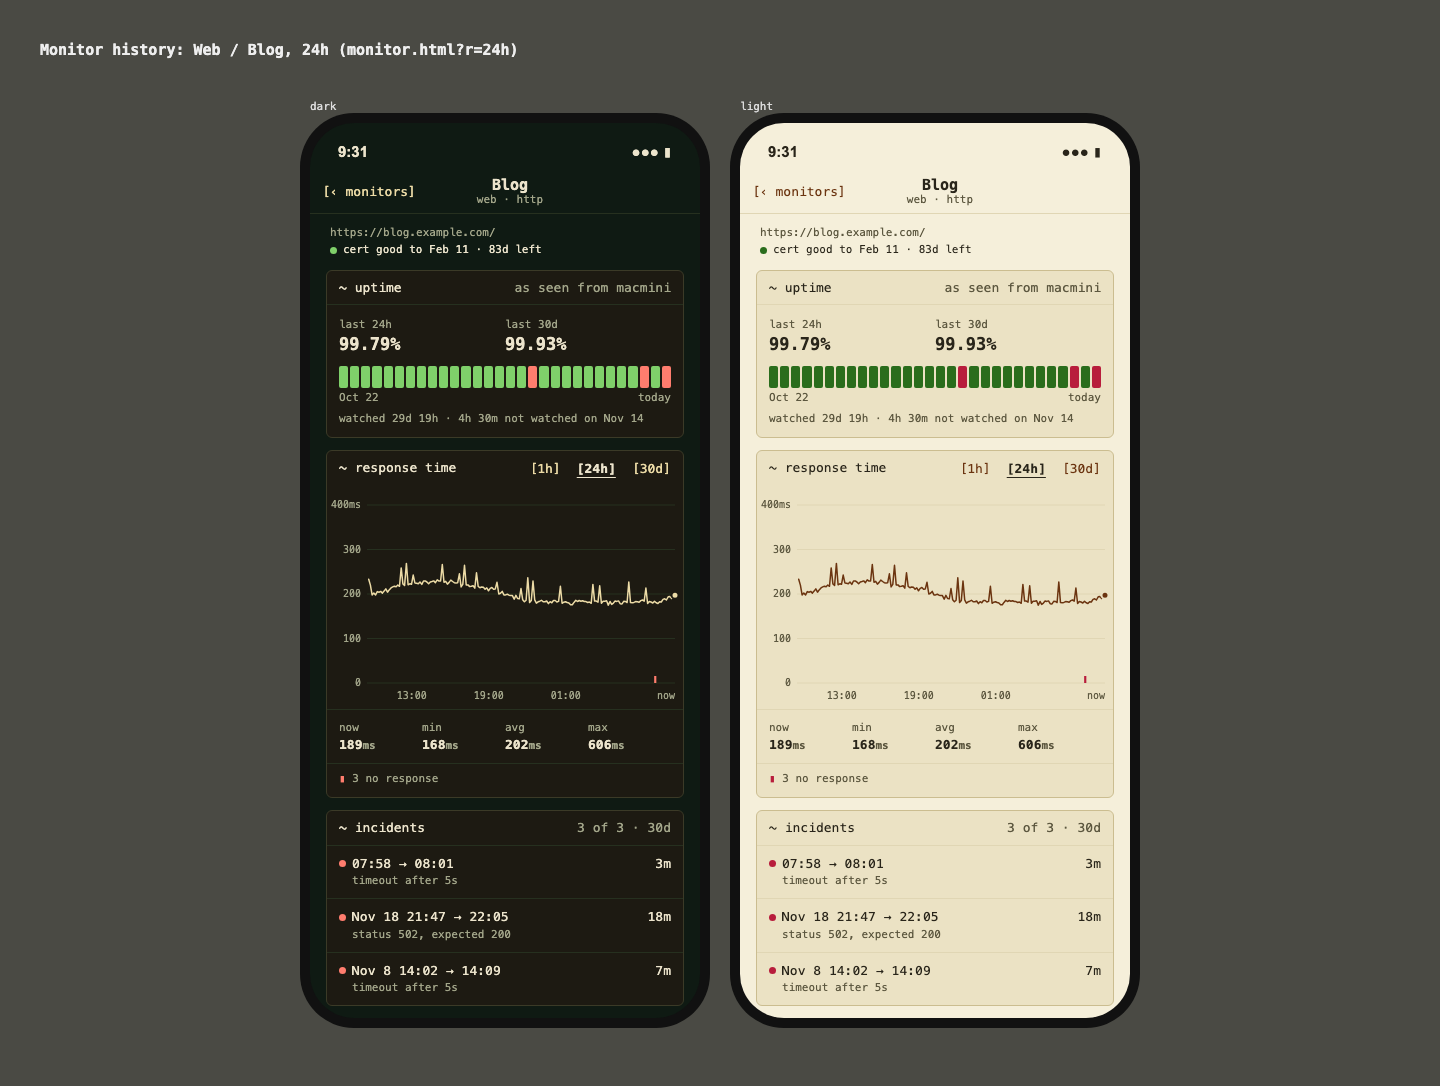 Monitor history: Web / Blog, 24h (monitor.html?r=24h)
dark
9:31
[‹ monitors]
Blog
web · http
https://blog.example.com/
cert good to Feb 11 · 83d left
~ uptime as seen from macmini
last 24h last 30d
99.79% 99.93%
Oct 22 today
watched 29d 19h · 4h 30m not watched on Nov 14
~ response time [1h] [24h] [30d]
400ms
300
200
100
0
13:00 19:00 01:00 now
now min avg max
189ms 168ms 202ms 606ms
3 no response
~ incidents 3 of 3 · 30d
07:58 → 08:01 3m
timeout after 5s
Nov 18 21:47 → 22:05 18m
status 502, expected 200
Nov 8 14:02 → 14:09 7m
timeout after 5s
light
9:31
[‹ monitors]
Blog
web · http
https://blog.example.com/
cert good to Feb 11 · 83d left
~ uptime as seen from macmini
last 24h last 30d
99.79% 99.93%
Oct 22 today
watched 29d 19h · 4h 30m not watched on Nov 14
~ response time [1h] [24h] [30d]
400ms
300
200
100
0
13:00 19:00 01:00 now
now min avg max
189ms 168ms 202ms 606ms
3 no response
~ incidents 3 of 3 · 30d
07:58 → 08:01 3m
timeout after 5s
Nov 18 21:47 → 22:05 18m
status 502, expected 200
Nov 8 14:02 → 14:09 7m
timeout after 5s